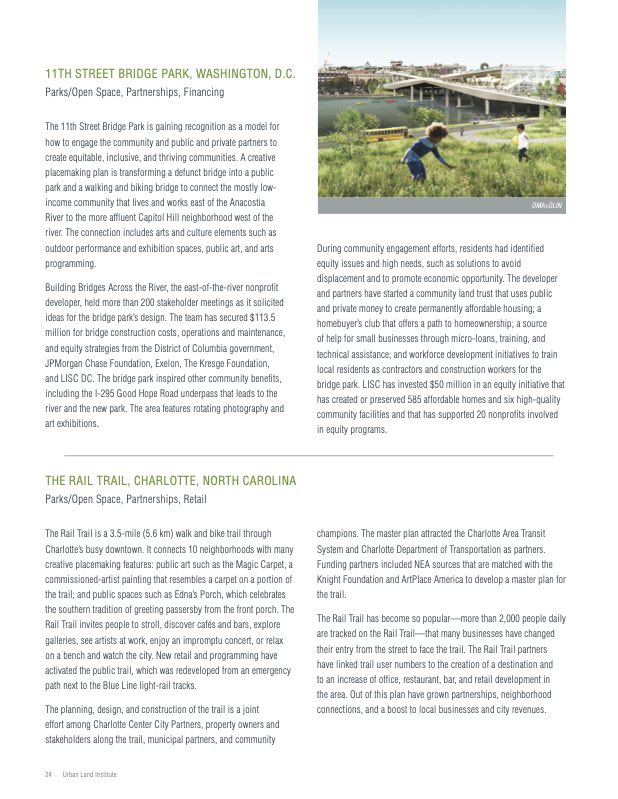 11TH STREET BRIDGE PARK, WASHINGTON, D.C.
Parks/Open Space, Partnerships, Financing
The 11th Street Bridge Park is gaining recognition as a model for
how to engage the community and public and private partners to
create equitable, inclusive, and thriving communities. A creative
placemaking plan is transforming a defunct bridge into a public
park and a walking and biking bridge to connect the mostly low-
income community that lives and works east of the Anacostia
River to the more affluent Capitol Hill neighborhood west of the
river. The connection includes arts and culture elements such as
outdoor performance and exhibition spaces, public art, and arts
programming.
Building Bridges Across the River, the east-of-the-river nonprofit
developer, held more than 200 stakeholder meetings as it solicited
ideas for the bridge park's design. The team has secured $113.5
million for bridge construction costs, operations and maintenance,
and equity strategies from the District of Columbia government,
JPMorgan Chase Foundation, Exelon, The Kresge Foundation,
and LISC DC. The bridge park inspired other community benefits,
including the I-295 Good Hope Road underpass that leads to the
river and the new park. The area features rotating photography and
art exhibitions.
OMA+OLIN
During community engagement efforts, residents had identified
equity issues and high needs, such as solutions to avoid
displacement and to promote economic opportunity. The developer
and partners have started a community land trust that uses public
and private money to create permanently affordable housing; a
homebuyer's club that offers a path to homeownership; a source
of help for small businesses through micro-loans, training, and
technical assistance; and workforce development initiatives to train
local residents as contractors and construction workers for the
bridge park. LISC has invested $50 million in an equity initiative that
has created or preserved 585 affordable homes and six high-quality
community facilities and that has supported 20 nonprofits involved
in equity programs.
THE RAIL TRAIL, CHARLOTTE, NORTH CAROLINA
Parks/Open Space, Partnerships, Retail
The Rail Trail is a 3.5-mile (5.6 km) walk and bike trail through
Charlotte's busy downtown. It connects 10 neighborhoods with many
creative placemaking features: public art such as the Magic Carpet, a
commissioned-artist painting that resembles a carpet on a portion of
the trail; and public spaces such as Edna's Porch, which celebrates
the southern tradition of greeting passersby from the front porch. The
Rail Trail invites people to stroll, discover cafés and bars, explore
galleries, see artists at work, enjoy an impromptu concert, or relax
on a bench and watch the city. New retail and programming have
activated the public trail, which was redeveloped from an emergency
path next to the Blue Line light-rail tracks.
The planning, design, and construction of the trail is a joint
effort among Charlotte Center City Partners, property owners and
stakeholders along the trail, municipal partners, and community
champions. The master plan attracted the Charlotte Area Transit
System and Charlotte Department of Transportation as partners.
Funding partners included NEA sources that are matched with the
Knight Foundation and ArtPlace America to develop a master plan for
the trail.
The Rail Trail has become so popular—more than 2,000 people daily
are tracked on the Rail Trail—that many businesses have changed
their entry from the street to face the trail. The Rail Trail partners
have linked trail user numbers to the creation of a destination and
to an increase of office, restaurant, bar, and retail development in
the area. Out of this plan have grown partnerships, neighborhood
connections, and a boost to local businesses and city revenues.
24 Urban Land Institute